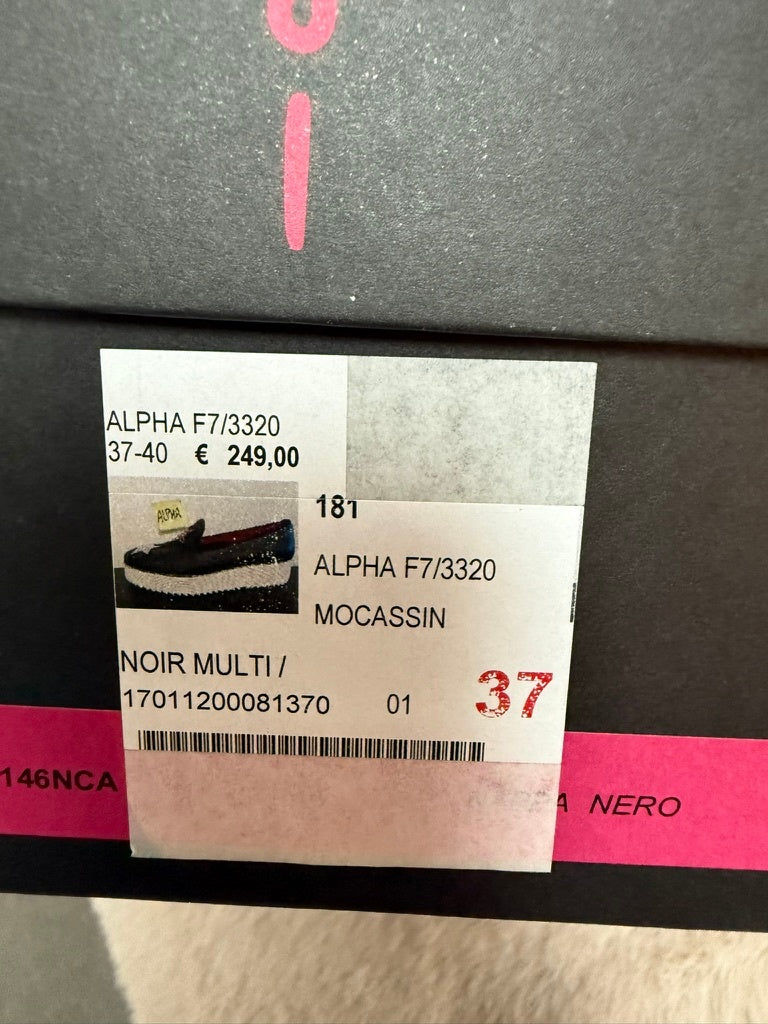 ALPHA F7/3320
37-40 € 249,00
ALPHA
181
ALPHA F7/3320
MOCASSIN
NOIR MULTI /
17011200081370 01 37
146NCA
NERO